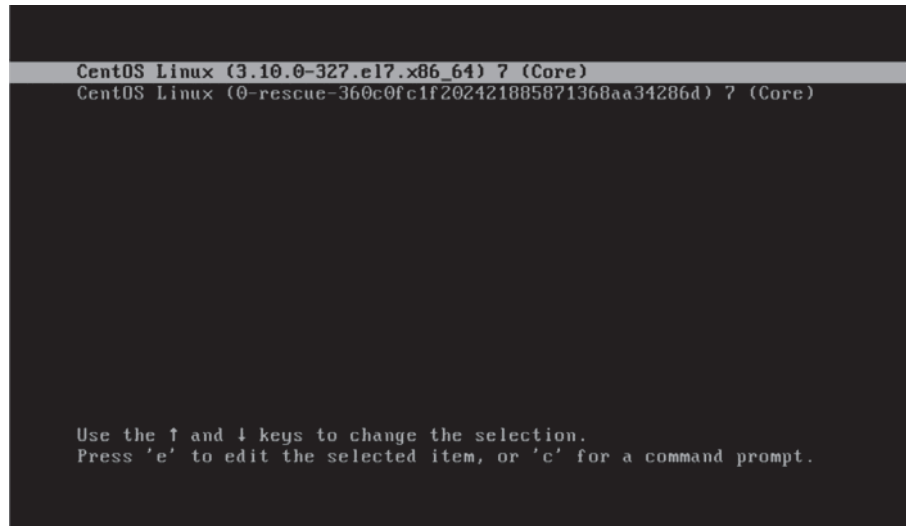 CentOS Linux (3.10.0-327.el7.x86_64) 7 (Core)
CentOS Linux (0-rescue-360c0fc1f202421885871368aa34286d) 7 (Core)
Use the ↑ and ↓ keys to change the selection.
Press 'e' to edit the selected item, or 'c' for a command prompt.